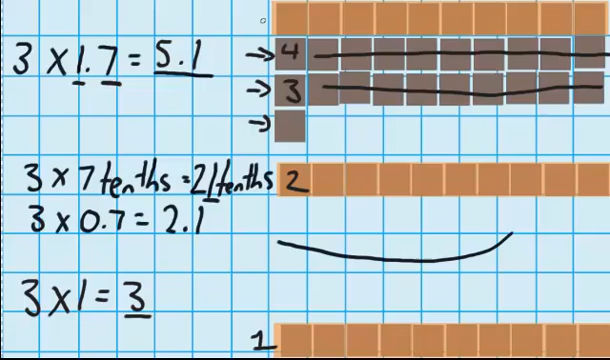 3 × 1.7 = 5.1
→ 4
→ 3
→
3 × 7 tenths = 21 tenths
2
3 × 0.7 = 2.1
3 × 1 = 3
1